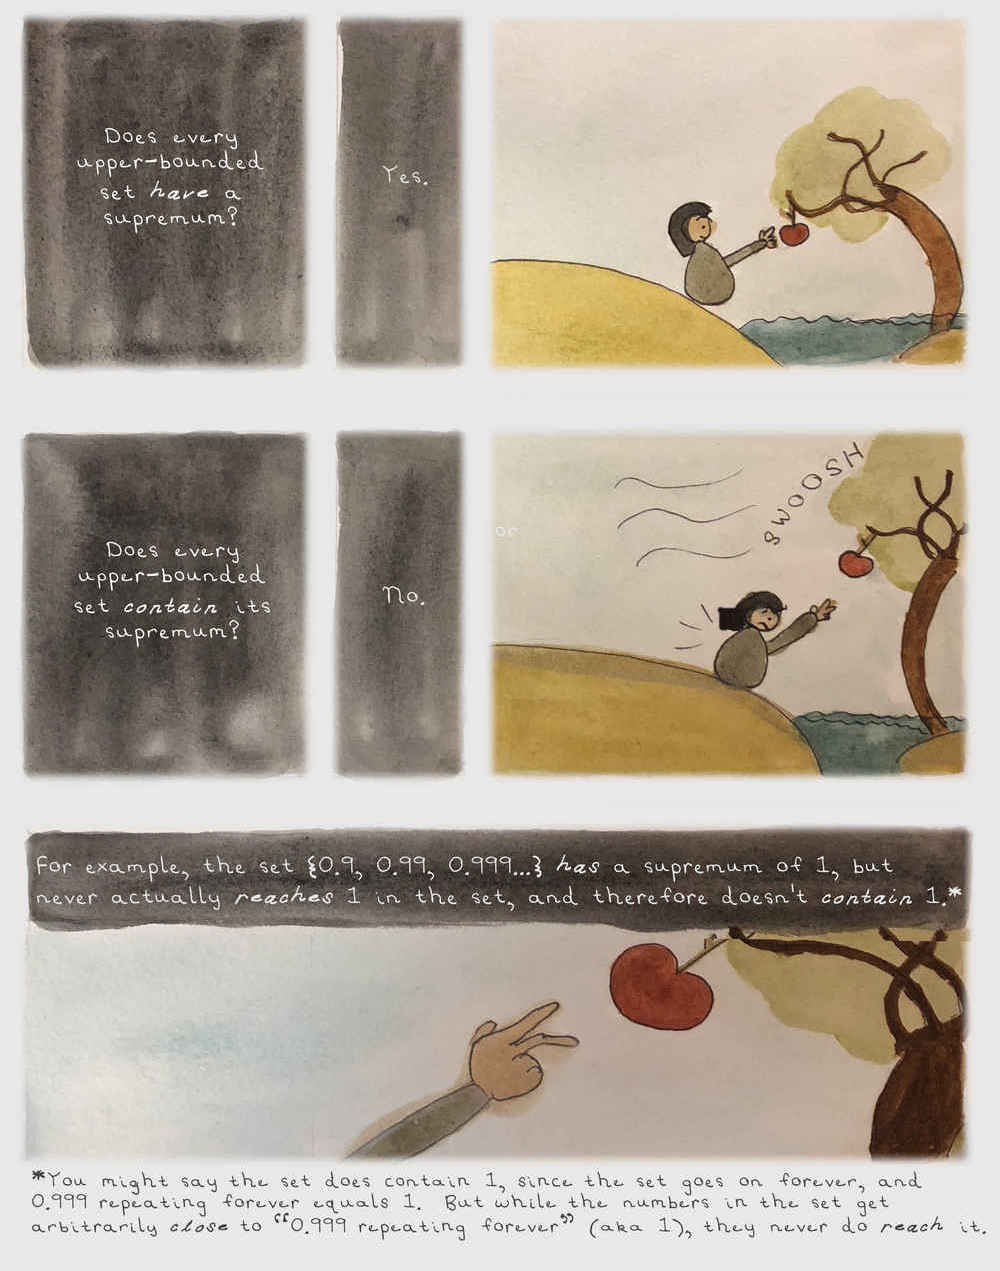 Does every
upper-bounded
set have a
supremum?
Yes.
Does every
upper-bounded
set contain its
supremum?
No.
or
SWOOSH
For example, the set {0.9, 0.99, 0.999...} has a supremum of 1, but
never actually reaches 1 in the set, and therefore doesn't contain 1.*
*You might say the set does contain 1, since the set goes on forever, and
0.999 repeating forever equals 1. But while the numbers in the set get
arbitrarily close to “0.999 repeating forever” (aka 1), they never do reach it.